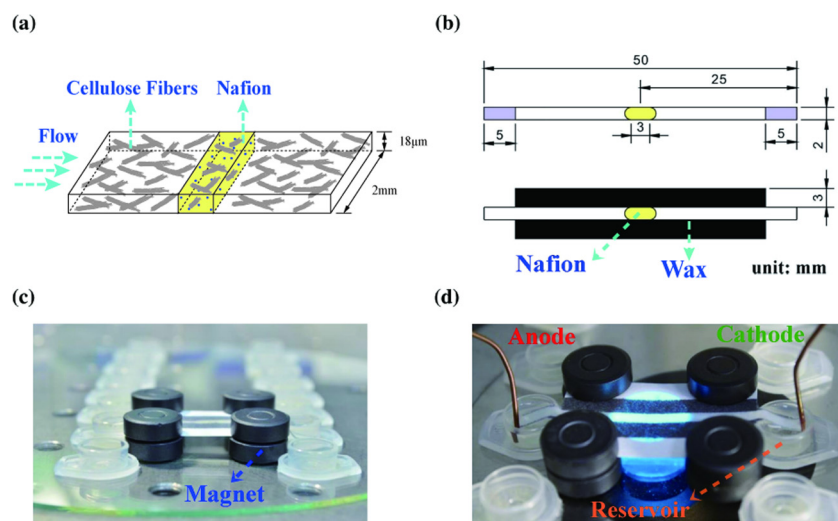 (a)
Cellulose Fibers
Nafion
Flow
18μm
2mm
(b)
50
25
5
3
5
2
3
Nafion
Wax
unit: mm
(c)
Magnet
(d)
Anode
Cathode
Reservoir